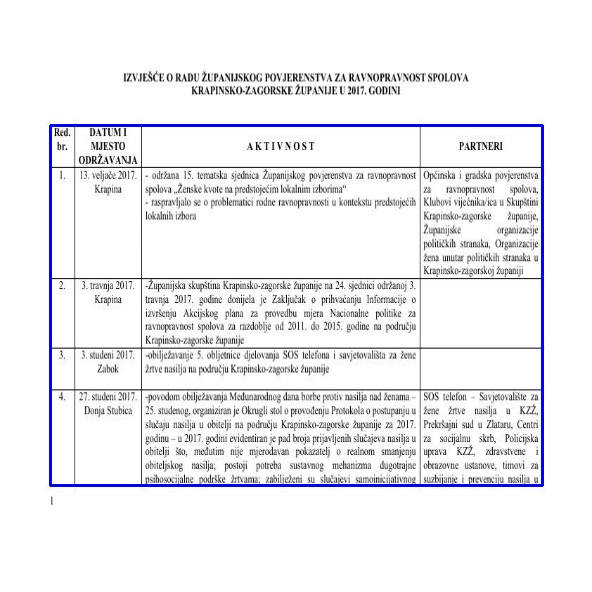 IZVJEŠĆE O RADU ŽUPANIJSKOG POVJERENSTVA ZA RAVNOPRAVNOST SPOLOVA
KRAPINSKO-ZAGORSKE ŽUPANIJE U 2017. GODINI
Red. br.
DATUM I MJESTO ODRŽAVANJA
A K T I V N O S T
PARTNERI
1.
13. veljače 2017.
Krapina
- održana 15. tematska sjednica Županijskog povjerenstva za ravnopravnost
spolova „Ženske kvote na predstojećim lokalnim izborima“
- raspravljalo se o problematici rodne ravnopravnosti u kontekstu predstojećih
lokalnih izbora
Općinska i gradska povjerenstva
za ravnopravnost spolova,
Klubovi vijećnika/ica u Skupštini
Krapinsko-zagorske županije,
Županijske organizacije
političkih stranaka, Organizacije
žena unutar političkih stranaka u
Krapinsko-zagorskoj županiji
2.
3. travnja 2017.
Krapina
-Županijska skupština Krapinsko-zagorske županije na 24. sjednici održanoj 3.
travnja 2017. godine donijela je Zaključak o prihvaćanju Informacije o
izvršenju Akcijskog plana za provedbu mjera Nacionalne politike za
ravnopravnost spolova za razdoblje od 2011. do 2015. godine na području
Krapinsko-zagorske županije
3.
3. studeni 2017.
Zabok
-obilježavanje 5. obljetnice djelovanja SOS telefona i savjetovališta za žene
žrtve nasilja na području Krapinsko-zagorske županije
4.
27. studeni 2017.
Donja Stubica
-povodom obilježavanja Međunarodnog dana borbe protiv nasilja nad ženama –
25. studenog, organiziran je Okrugli stol o provođenju Protokola o postupanju u
slučaju nasilja u obitelji na području Krapinsko-zagorske županije za 2017.
godinu – u 2017. godini evidentiran je pad broja prijavljenih slučajeva nasilja u
obitelji što, međutim nije mjerodavan pokazatelj o realnom smanjenju
obiteljskog nasilja; postoji potreba sustavnog mehanizma dugotrajne
psihosocijalne podrške žrtvama; zabilježeni su slučajevi samoinicijativnog
SOS telefon – Savjetovalište za
žene žrtve nasilja u KZŽ,
Prekršajni sud u Zlataru, Centri
za socijalnu skrb, Policijska
uprava KZŽ, zdravstvene i
obrazovne ustanove, timovi za
suzbijanje i prevenciju nasilja u
1